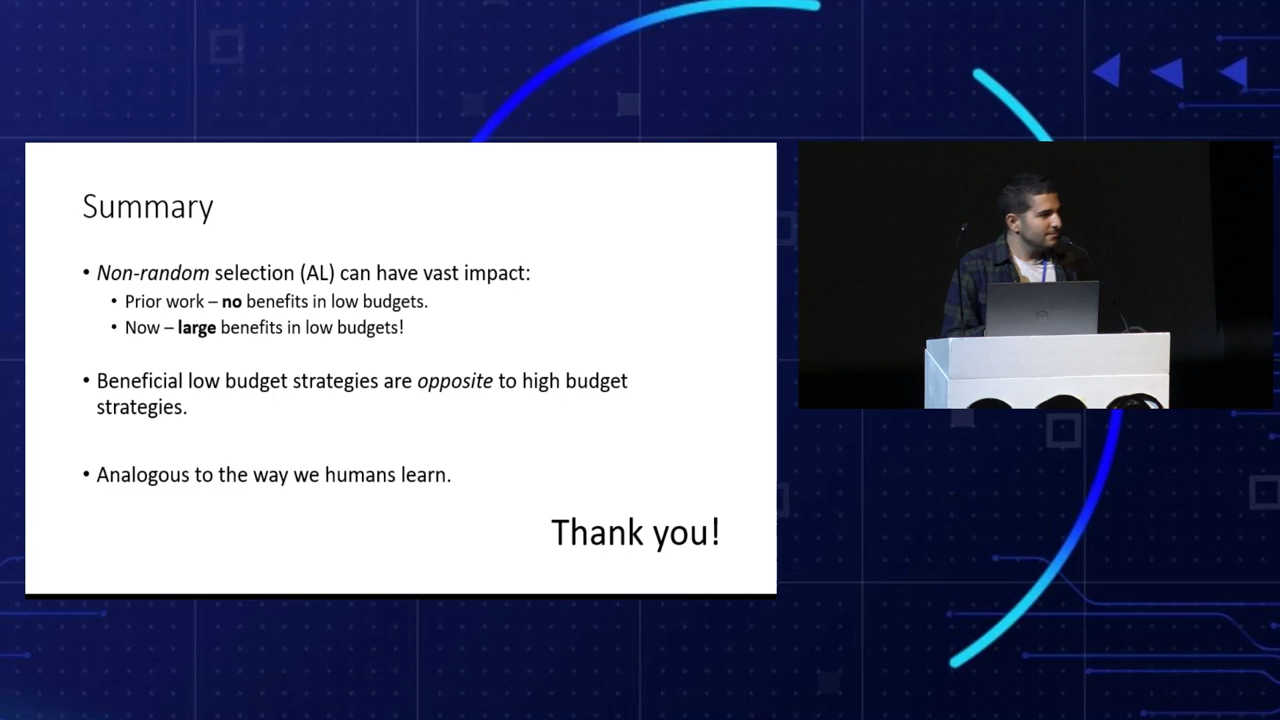 Summary
• Non-random selection (AL) can have vast impact:
• Prior work – no benefits in low budgets.
• Now – large benefits in low budgets!
• Beneficial low budget strategies are opposite to high budget
strategies.
• Analogous to the way we humans learn.
Thank you!